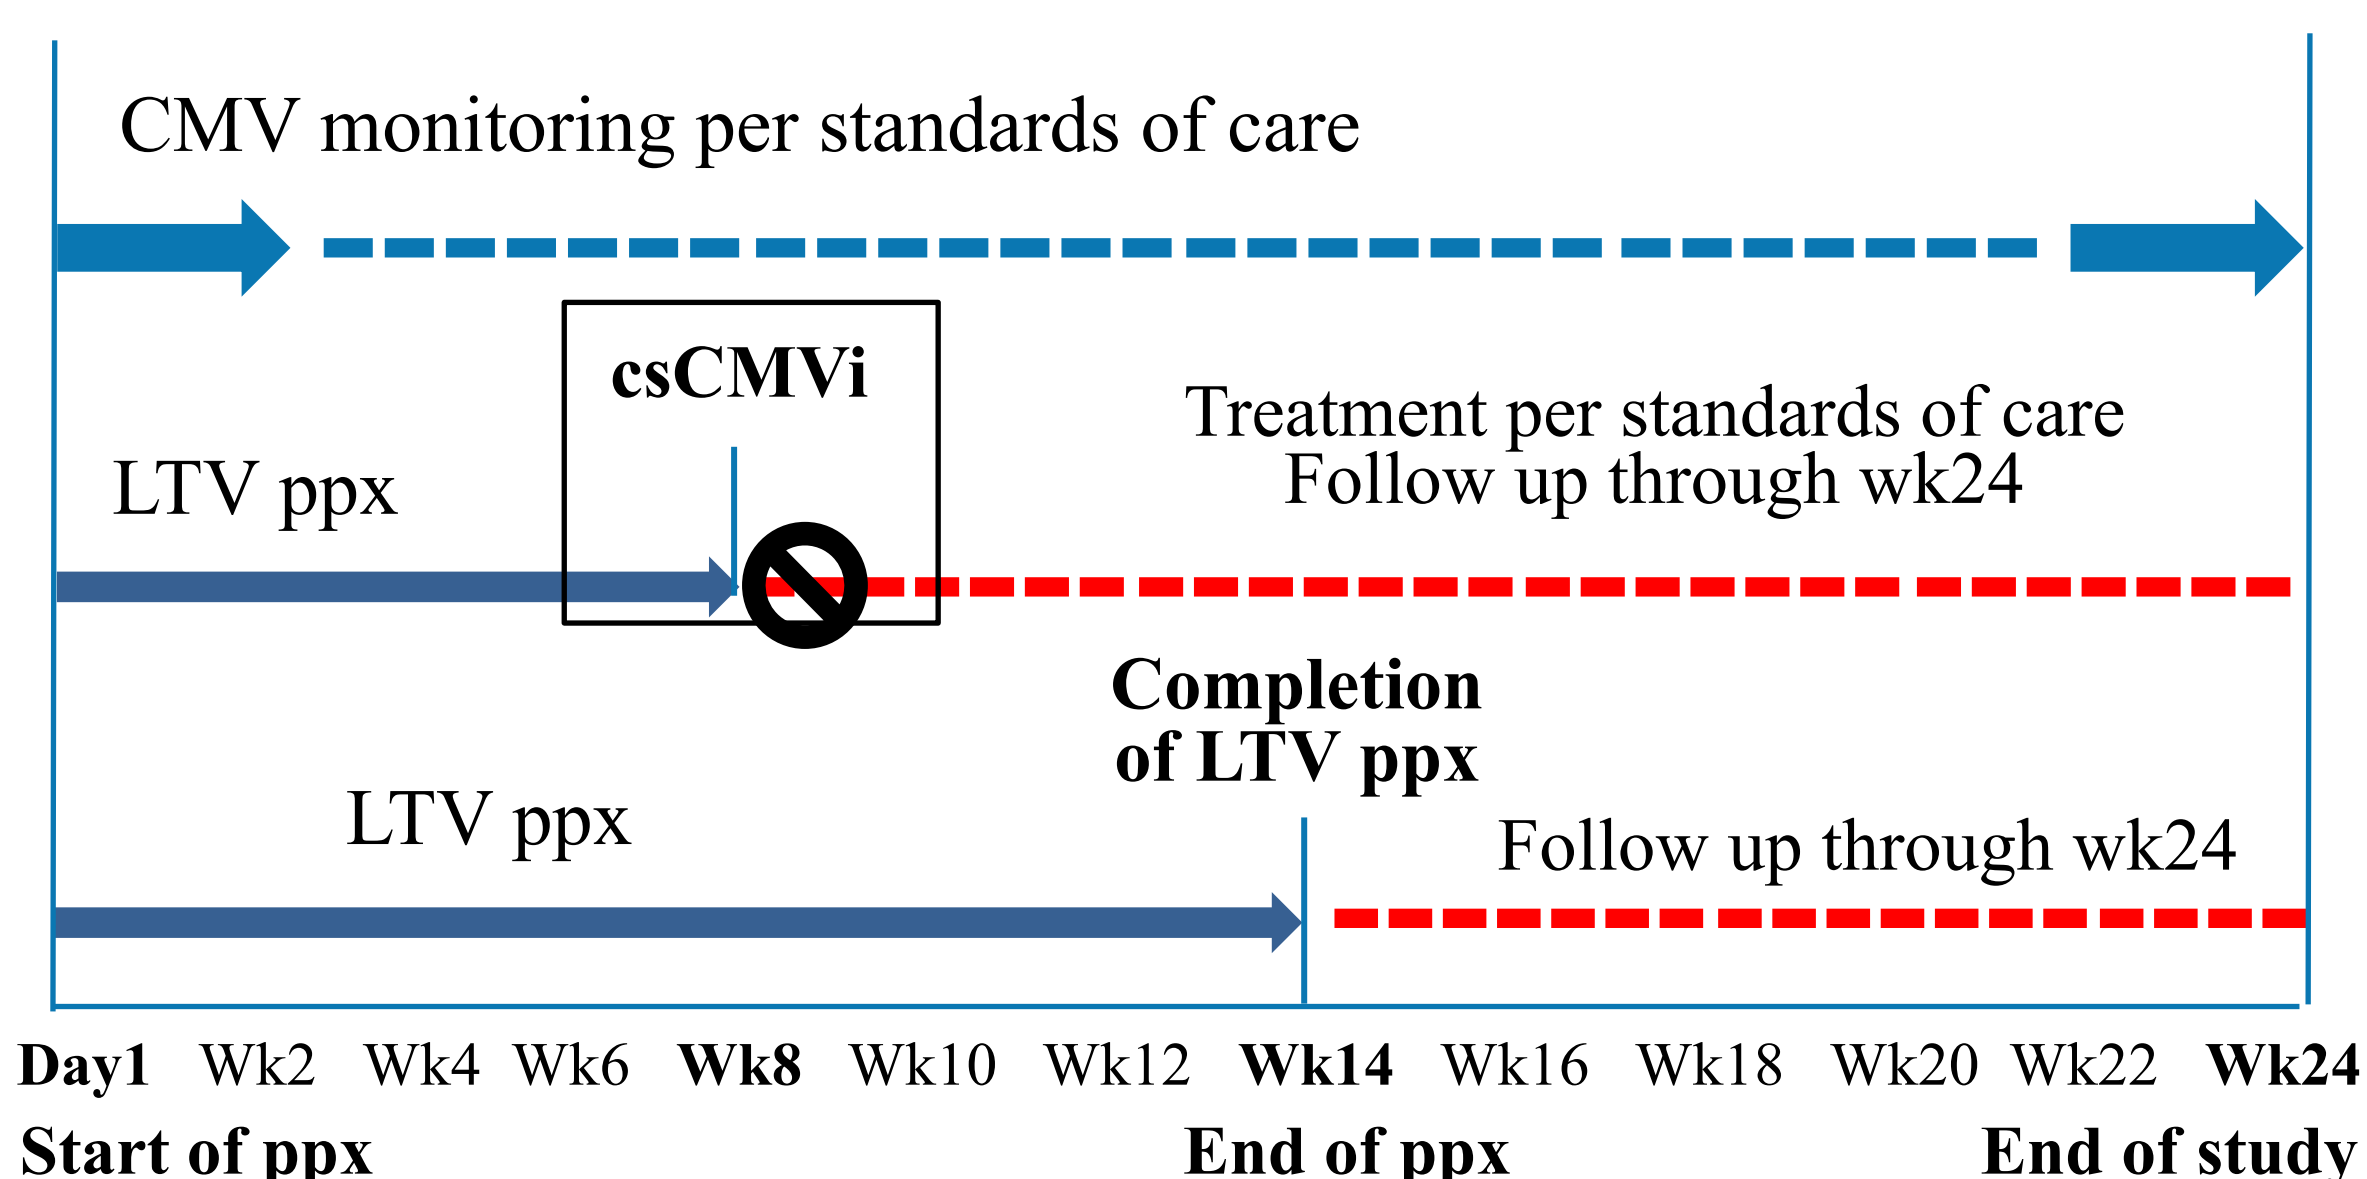 CMV monitoring per standards of care
csCMVi
LTV ppx
Treatment per standards of care
Follow up through wk24
Completion
of LTV ppx
LTV ppx
Follow up through wk24
Day1 Wk2 Wk4 Wk6 Wk8 Wk10 Wk12 Wk14 Wk16 Wk18 Wk20 Wk22 Wk24
Start of ppx End of ppx End of study